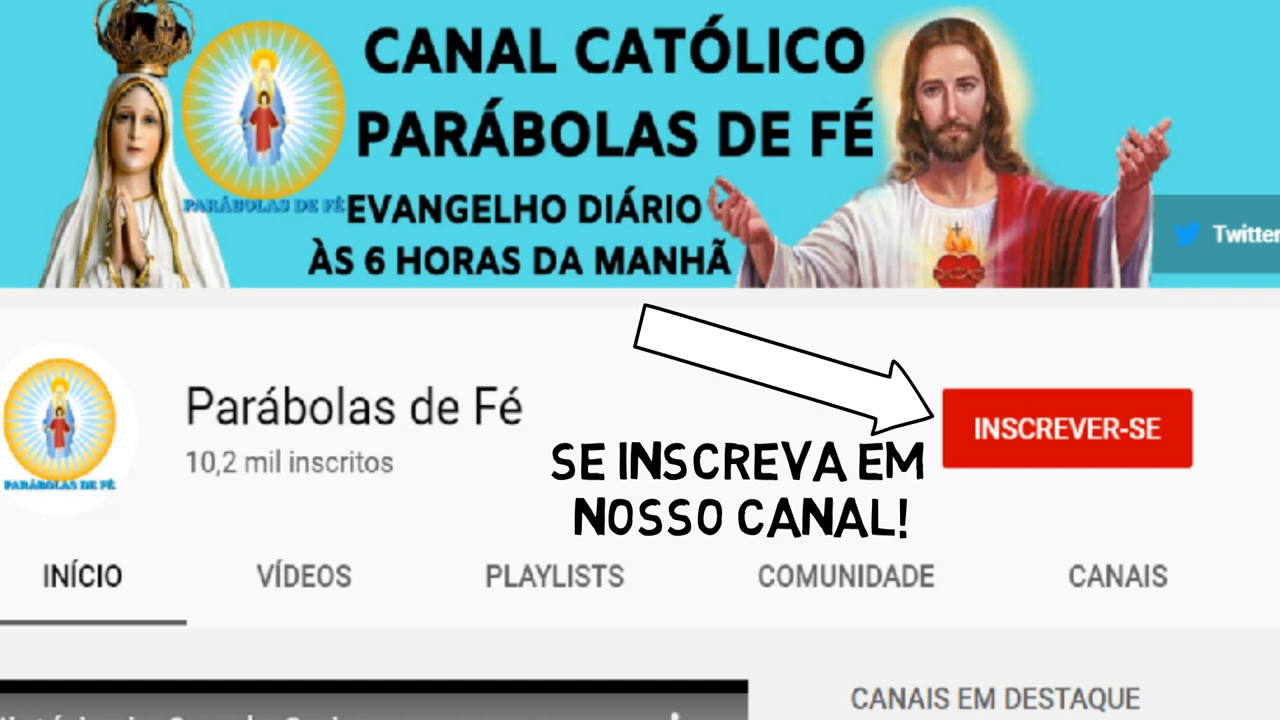 CANAL CATÓLICO
PARÁBOLAS DE FÉ
PARÁBOLAS DE FÉ
EVANGELHO DIÁRIO
ÀS 6 HORAS DA MANHÃ
Twitter
Parábolas de Fé
10,2 mil inscritos
PARÁBOLAS DE FÉ
INSCREVER-SE
SE INSCREVA EM
NOSSO CANAL!
INÍCIO VÍDEOS PLAYLISTS COMUNIDADE CANAIS
CANAIS EM DESTAQUE